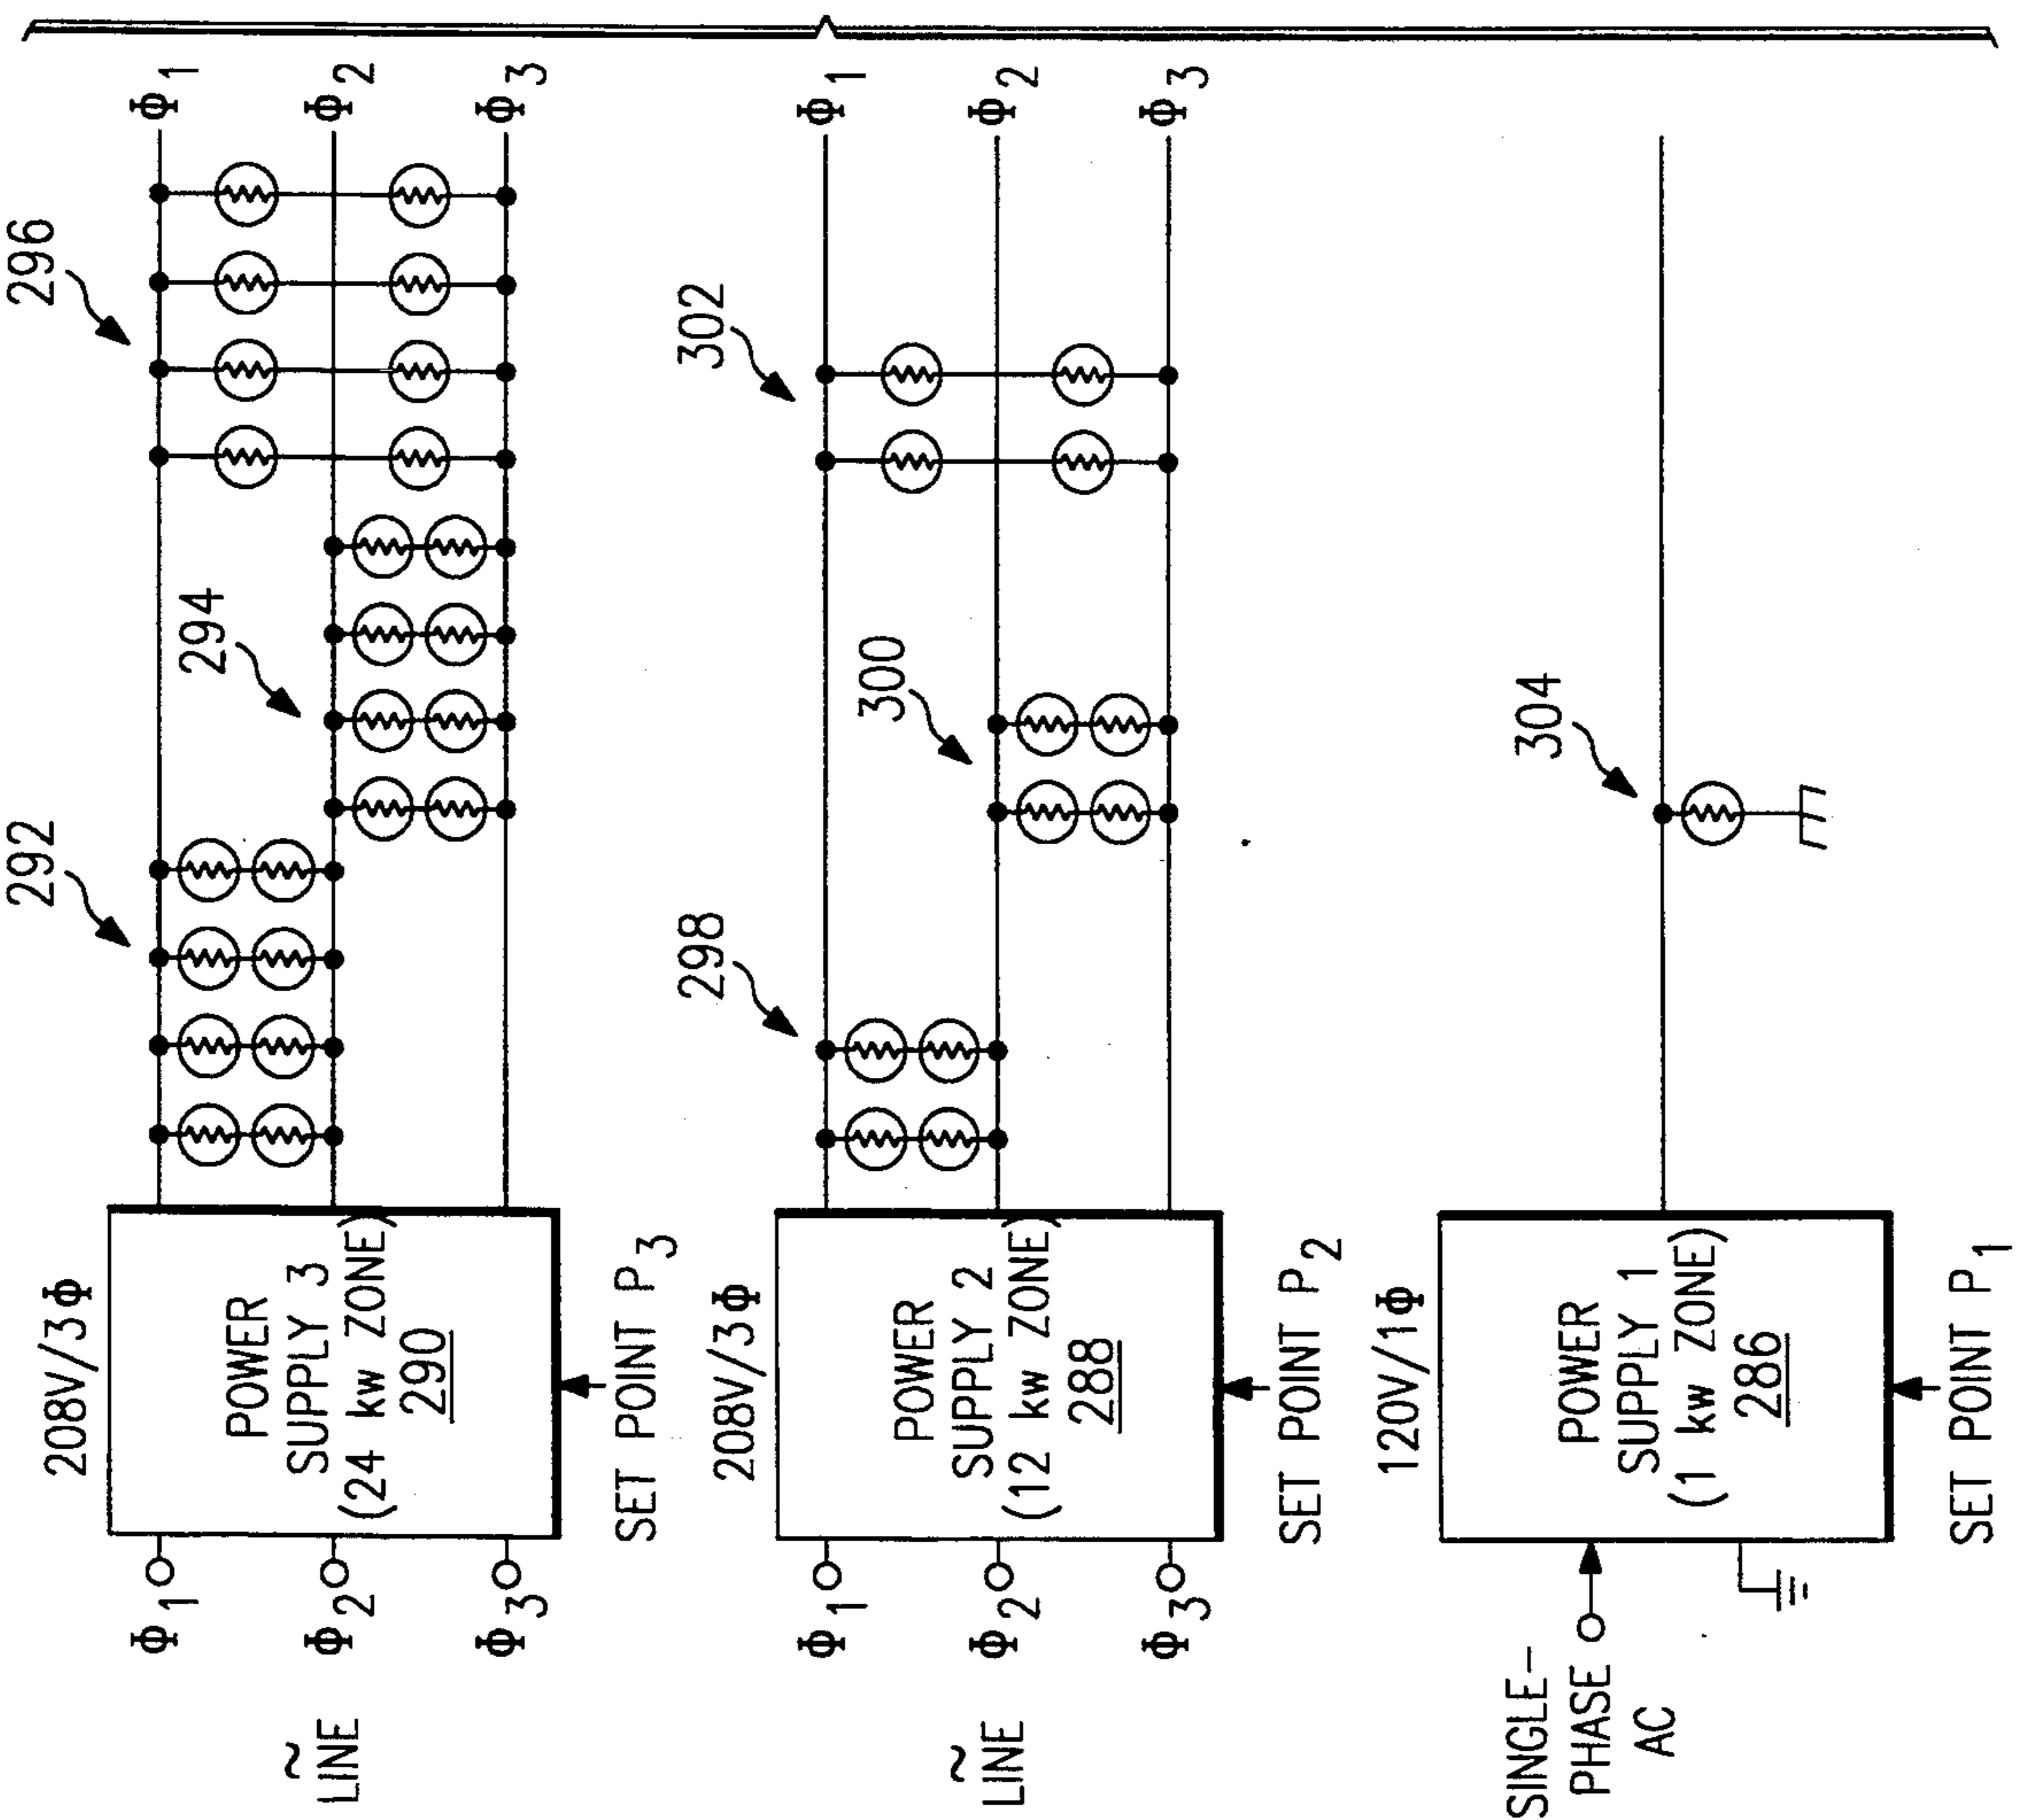 208V/3Φ
POWER
SUPPLY 3
(24 kw ZONE)
290
SET POINT P3
LINE
~
Φ1
Φ2
Φ3
292
294
296
Φ1
Φ2
Φ3
208V/3Φ
POWER
SUPPLY 2
(12 kw ZONE)
288
SET POINT P2
LINE
~
Φ1
Φ2
Φ3
298
300
302
Φ1
Φ2
Φ3
120V/1Φ
POWER
SUPPLY 1
(1 kw ZONE)
286
SET POINT P1
SINGLE-
PHASE
AC
304